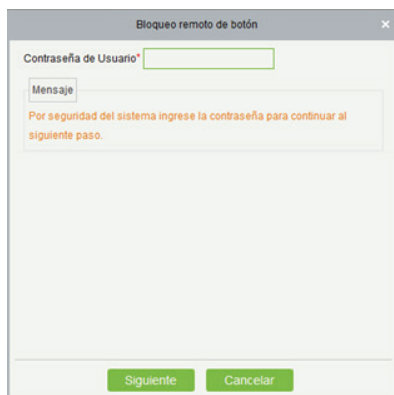 Bloqueo remoto de botón ×
Contraseña de Usuario*
Mensaje
Por seguridad del sistema ingrese la contraseña para continuar al
siguiente paso.
Siguiente Cancelar